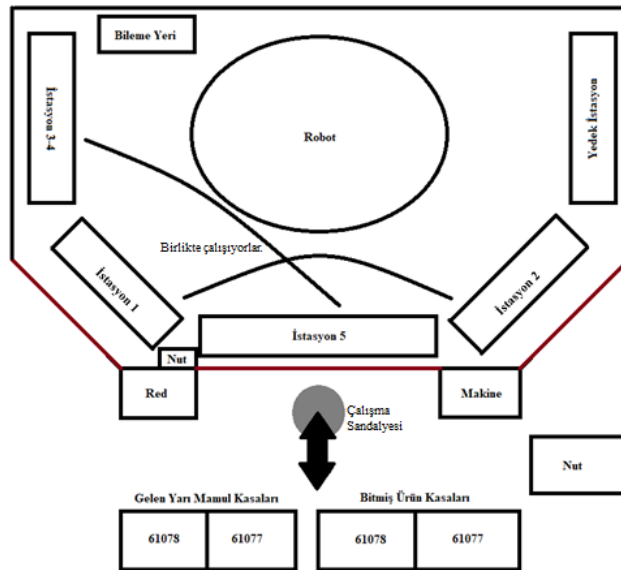 Bileme Yeri
İstasyon 3-4
Robot
Yedek İstasyon
Birlikte çalışıyorlar.
İstasyon 1
İstasyon 2
İstasyon 5
Nut
Red
Makine
Çalışma
Sandalyesi
Nut
Gelen Yarı Mamul Kasaları
Bitmiş Ürün Kasaları
61078
61077
61078
61077